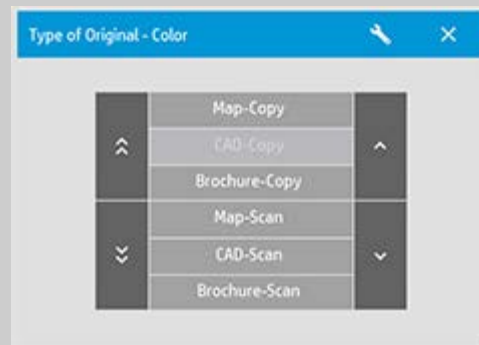 Type of Original - Color
Map-Copy
CAD-Copy
Brochure-Copy
Map-Scan
CAD-Scan
Brochure-Scan